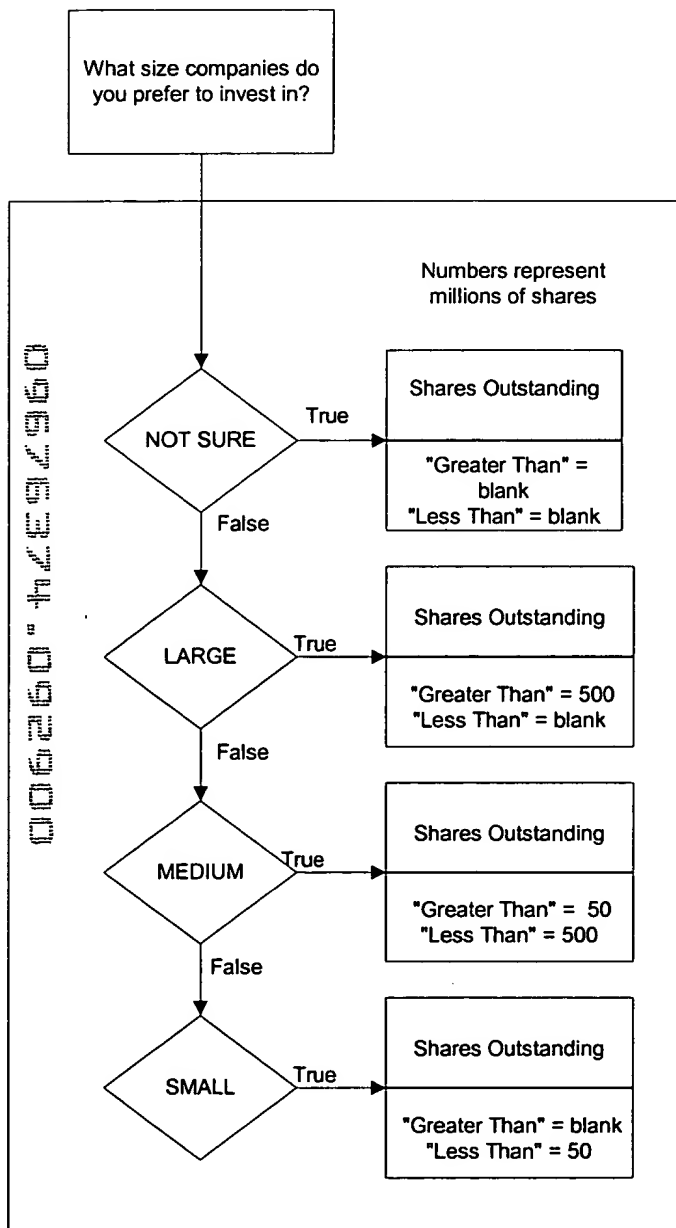 What size companies do
you prefer to invest in?
Numbers represent
millions of shares
09676374.092900
NOT SURE
True
Shares Outstanding
"Greater Than" =
blank
"Less Than" = blank
False
LARGE
True
Shares Outstanding
"Greater Than" = 500
"Less Than" = blank
False
MEDIUM
True
Shares Outstanding
"Greater Than" = 50
"Less Than" = 500
False
SMALL
True
Shares Outstanding
"Greater Than" = blank
"Less Than" = 50